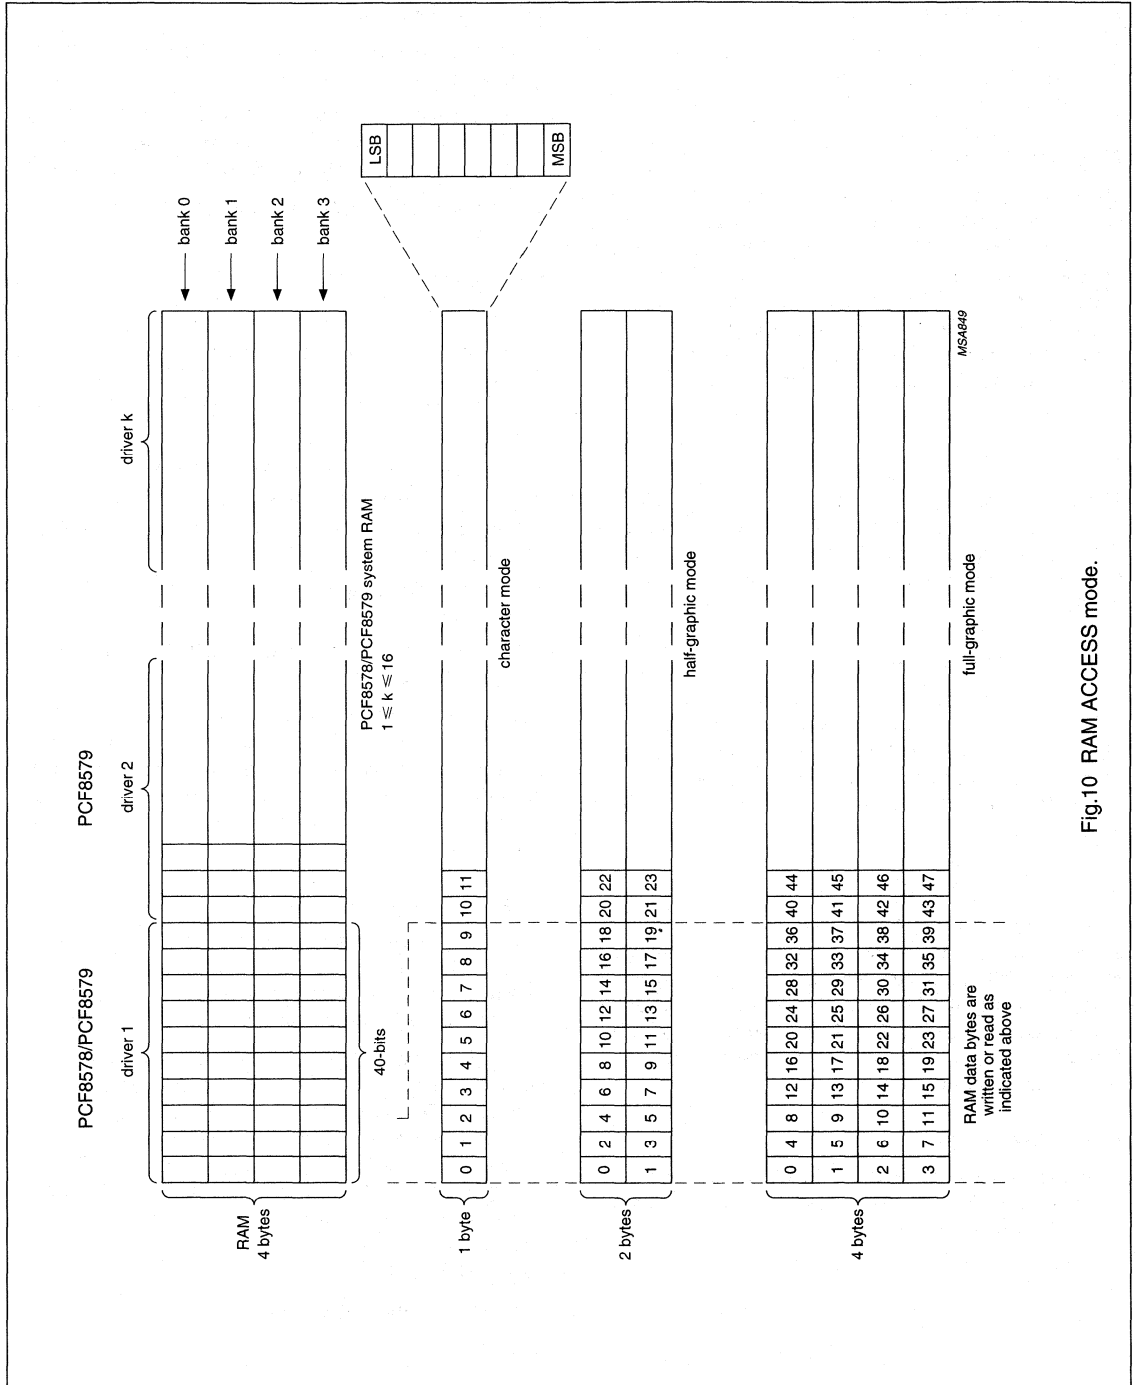 PCF8578/PCF8579 PCF8579
driver 1 driver 2 driver k
RAM
4 bytes
bank 0
bank 1
bank 2
bank 3
40-bits
PCF8578/PCF8579 system RAM
1 ⩽ k ⩽ 16
LSB
MSB
1 byte
0 1 2 3 4 5 6 7 8 9 10 11
character mode
2 bytes
0 2 4 6 8 10 12 14 16 18 20 22
1 3 5 7 9 11 13 15 17 19 21 23
half-graphic mode
4 bytes
0 4 8 12 16 20 24 28 32 36 40 44
1 5 9 13 17 21 25 29 33 37 41 45
2 6 10 14 18 22 26 30 34 38 42 46
3 7 11 15 19 23 27 31 35 39 43 47
full-graphic mode
MSA849
RAM data bytes are
written or read as
indicated above
Fig.10 RAM ACCESS mode.